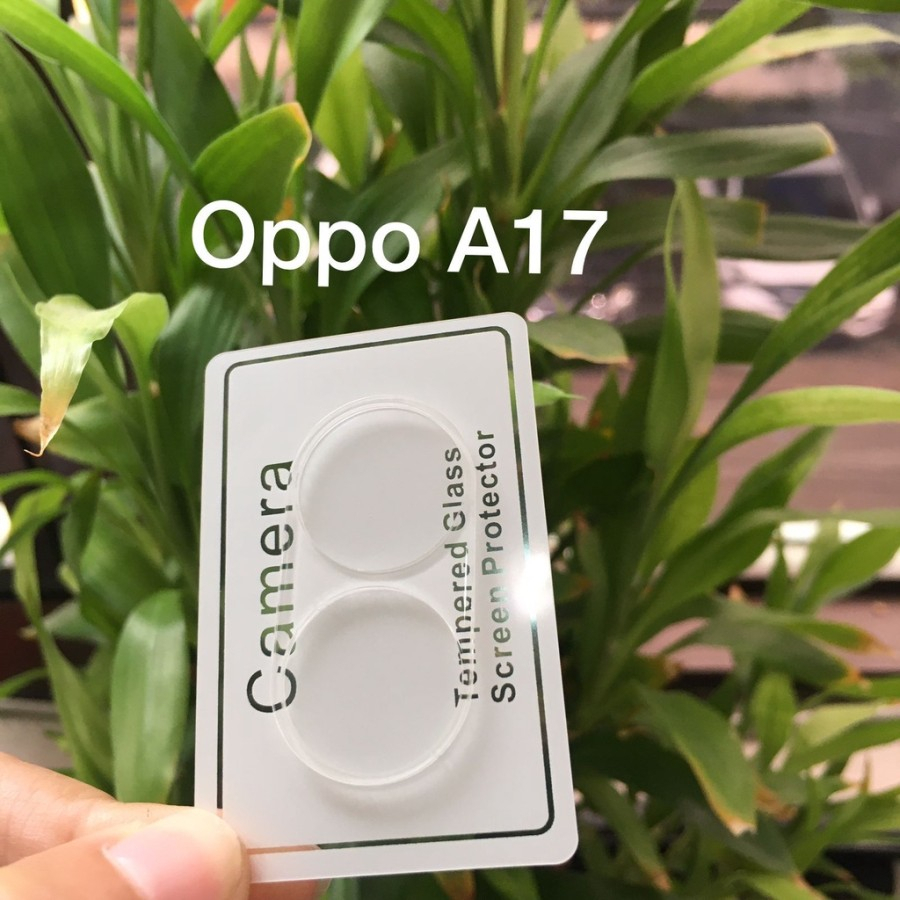 Oppo A17
Camera
Tempered Glass
Screen Protector